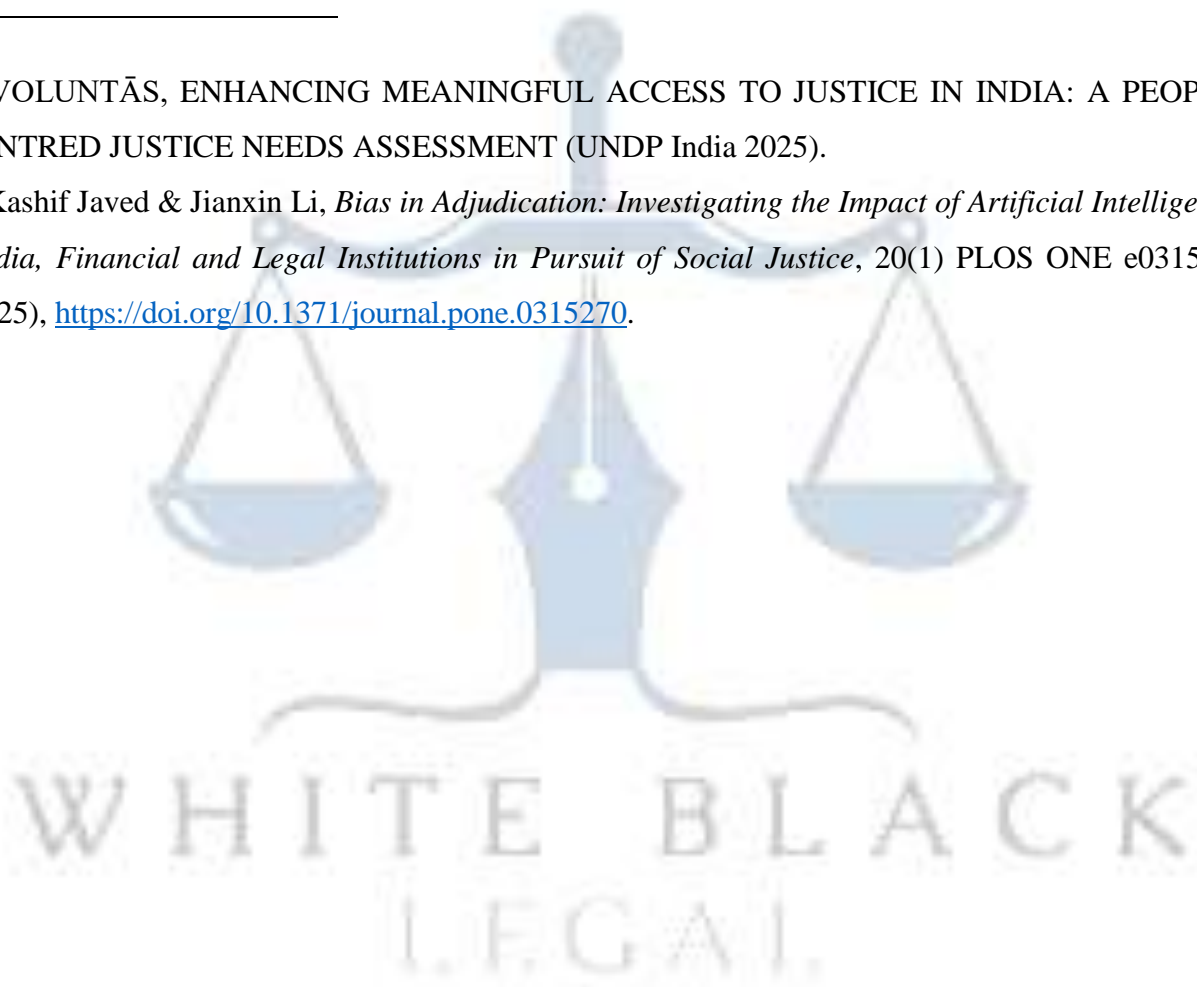 VOLUNTĀS, ENHANCING MEANINGFUL ACCESS TO JUSTICE IN INDIA: A PEOP
NTRED JUSTICE NEEDS ASSESSMENT (UNDP India 2025).
Kashif Javed & Jianxin Li, Bias in Adjudication: Investigating the Impact of Artificial Intellige
dia, Financial and Legal Institutions in Pursuit of Social Justice, 20(1) PLOS ONE e0315
25), https://doi.org/10.1371/journal.pone.0315270.
WHITE BLACK
LEGAL